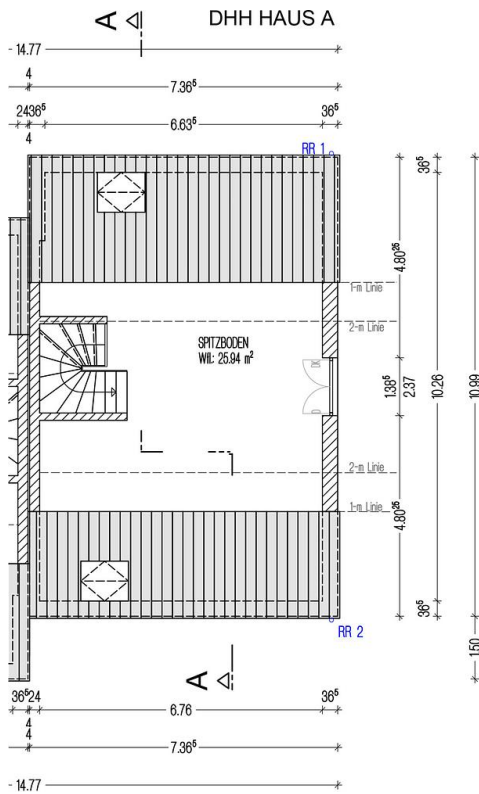 A
DHH HAUS A
14.77
4
7.36⁵
24 36⁵
6.63⁵
36⁵
4
RR 1
36⁵
4.80²⁵
1-m Linie
2-m Linie
SPITZBODEN
Wfl.: 25.94 m²
1.38⁵
2.37
10.26
10.99
2-m Linie
1-m Linie
4.80²⁵
36⁵
RR 2
1.50
A
36⁵ 24
6.76
36⁵
4
4
7.36⁵
14.77